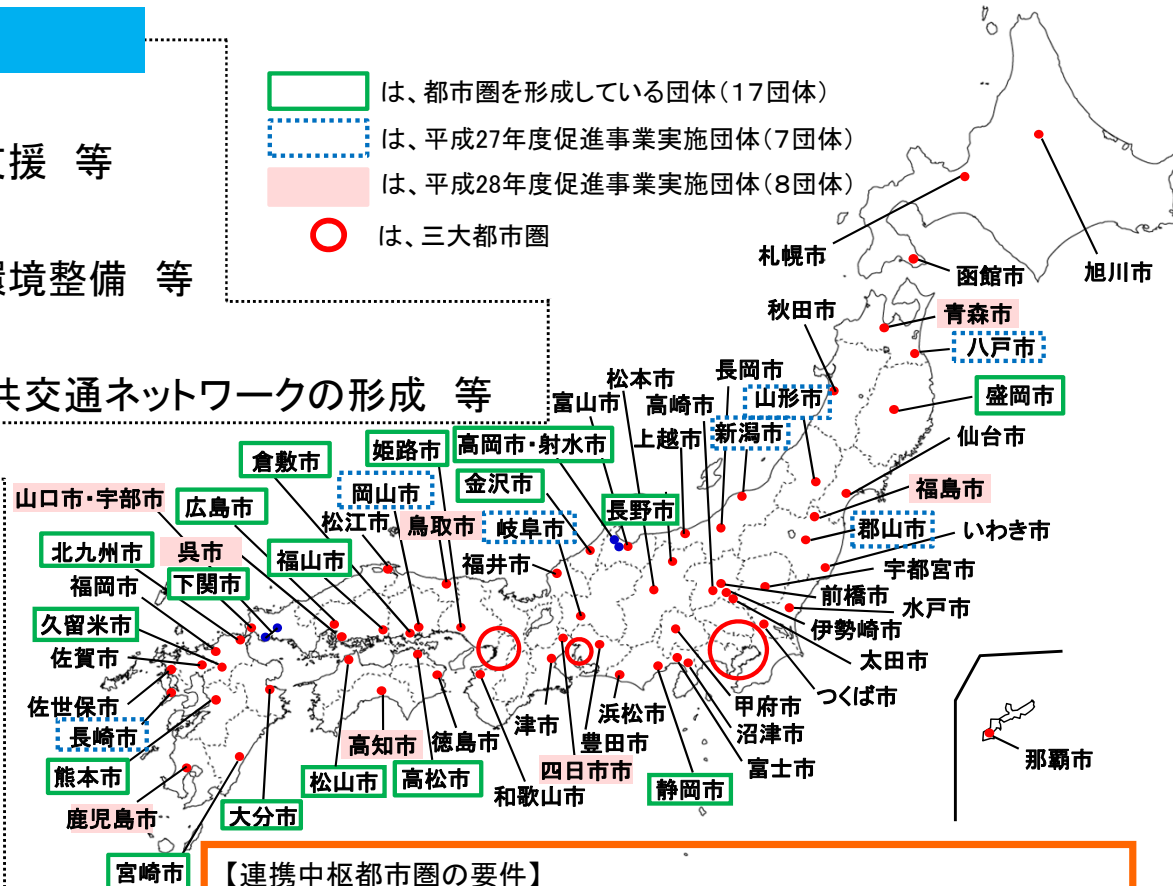 は、都市圏を形成している団体(17団体)
は、平成27年度促進事業実施団体(7団体)
は、平成28年度促進事業実施団体(8団体)
は、三大都市圏
支援 等
環境整備 等
共交通ネットワークの形成 等
札幌市
函館市
旭川市
秋田市
青森市
八戸市
盛岡市
仙台市
福島市
郡山市
いわき市
宇都宮市
前橋市
水戸市
伊勢崎市
太田市
つくば市
甲府市
沼津市
富士市
長岡市
松本市
高崎市
山形市
富山市
上越市
新潟市
高岡市・射水市
姫路市
倉敷市
金沢市
長野市
岡山市
松江市
鳥取市
岐阜市
福井市
山口市・宇部市
広島市
呉市
福山市
北九州市
下関市
福岡市
久留米市
佐賀市
佐世保市
長崎市
熊本市
鹿児島市
宮崎市
大分市
松山市
高知市
高松市
徳島市
和歌山市
津市
四日市市
豊田市
浜松市
静岡市
那覇市
【連携中枢都市圏の要件】